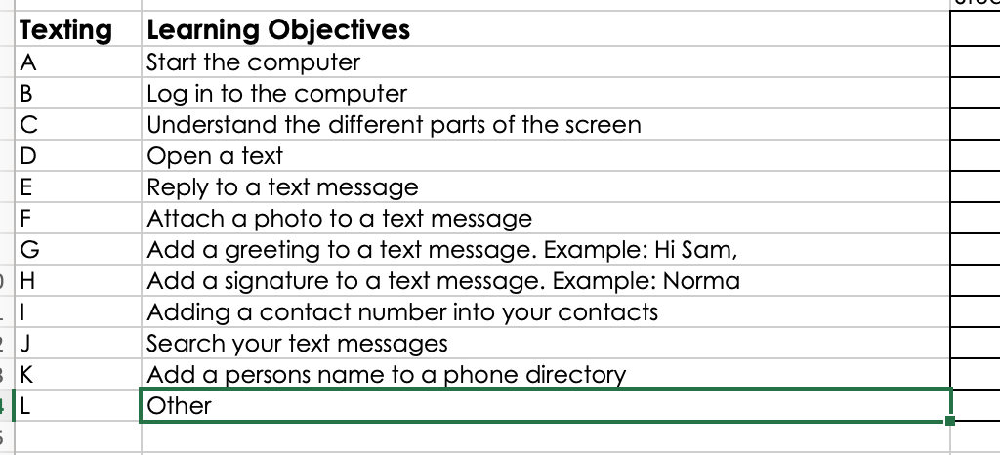 Texting Learning Objectives
A Start the computer
B Log in to the computer
C Understand the different parts of the screen
D Open a text
E Reply to a text message
F Attach a photo to a text message
G Add a greeting to a text message. Example: Hi Sam,
H Add a signature to a text message. Example: Norma
I Adding a contact number into your contacts
J Search your text messages
K Add a persons name to a phone directory
L Other